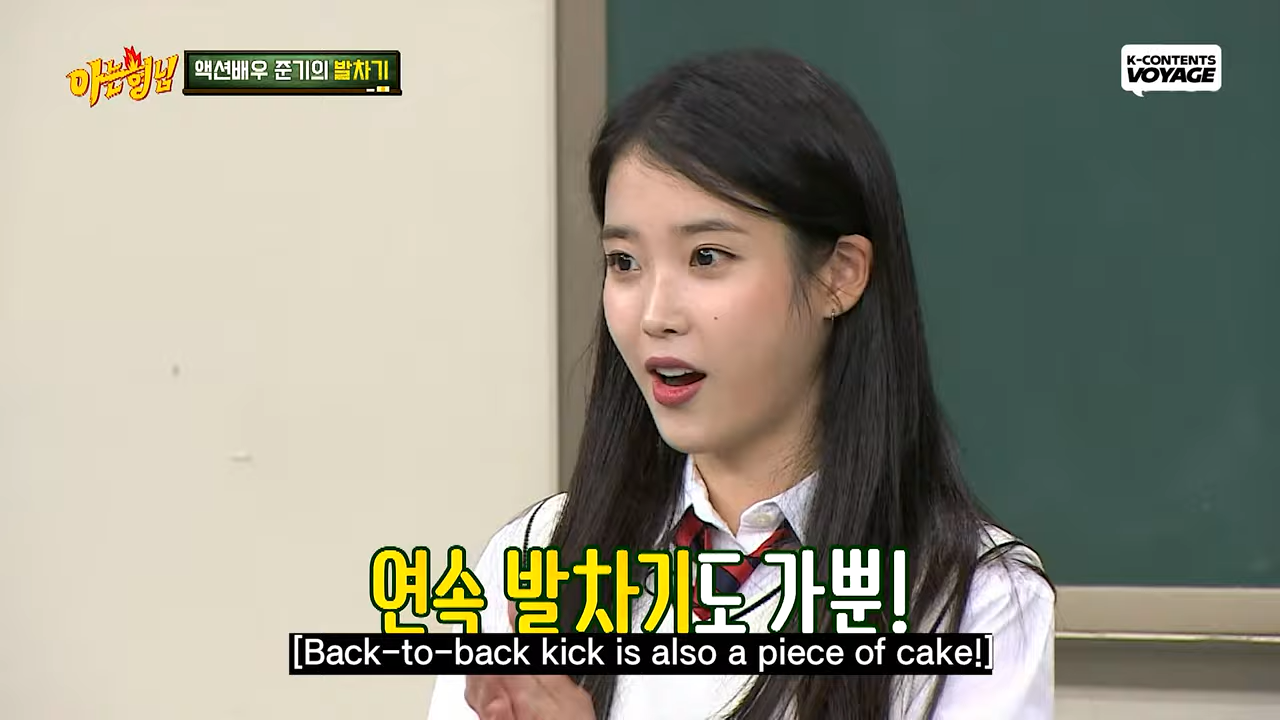 아는형님
액션배우 준기의 발차기
K-CONTENTS
VOYAGE
연속 발차기도 가뿐!
[Back-to-back kick is also a piece of cake!]